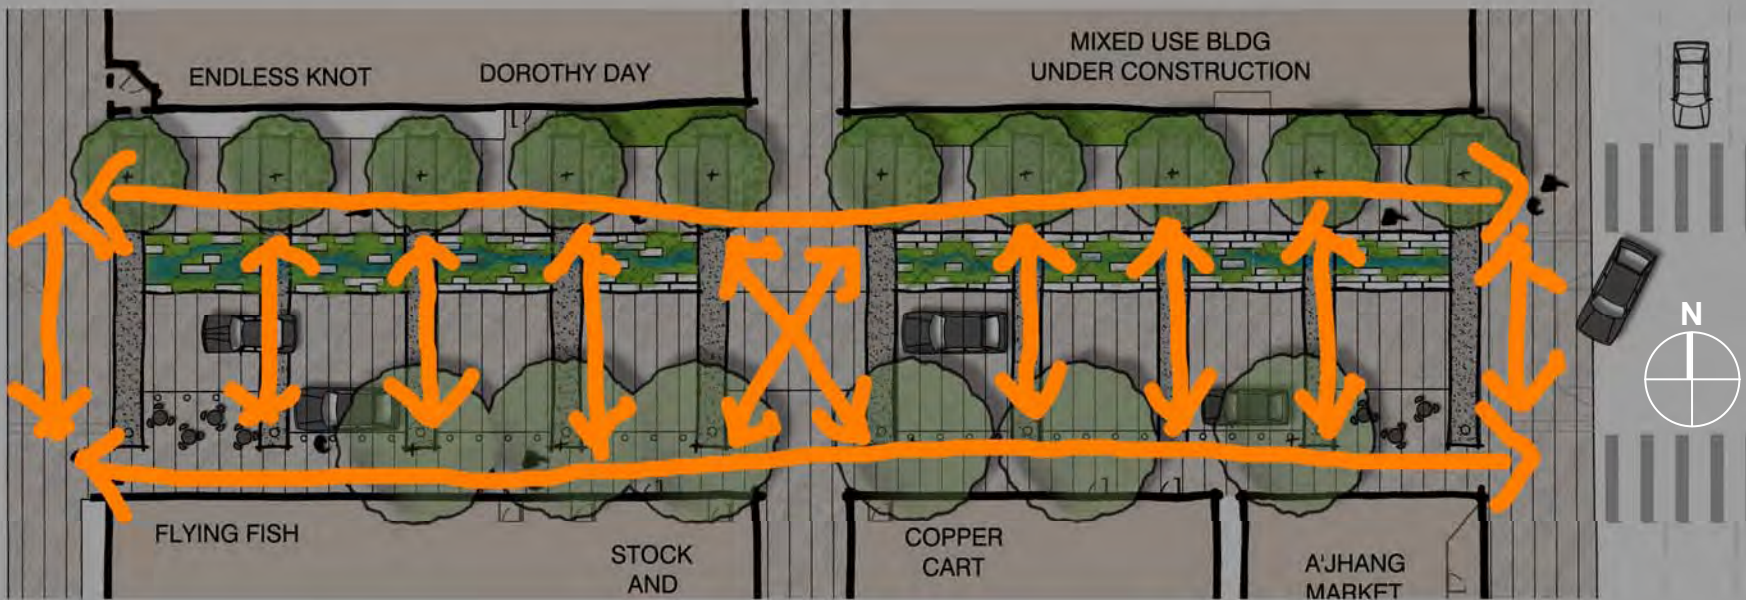 ENDLESS KNOT
DOROTHY DAY
MIXED USE BLDG
UNDER CONSTRUCTION
N
FLYING FISH
STOCK
AND
COPPER
CART
A'JHANG
MARKET